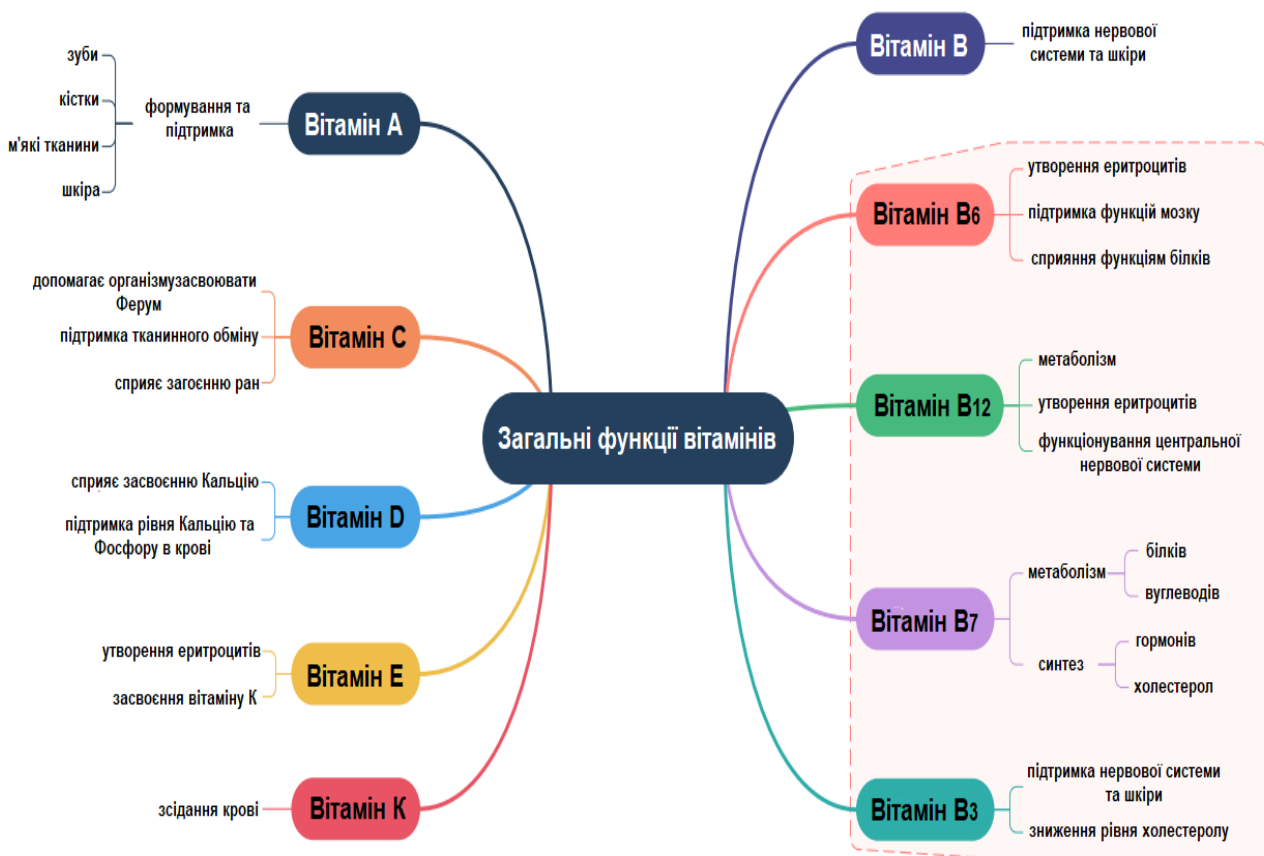 Загальні функції вітамінів
Вітамін A
формування та
підтримка
зуби
кістки
м'які тканини
шкіра
Вітамін C
допомагає організмузасвоювати
Ферум
підтримка тканинного обміну
сприяє загоєнню ран
Вітамін D
сприяє засвоєнню Кальцію
підтримка рівня Кальцію та
Фосфору в крові
Вітамін E
утворення еритроцитів
засвоєння вітаміну К
Вітамін К
зсідання крові
Вітамін B
підтримка нервової
системи та шкіри
Вітамін B6
утворення еритроцитів
підтримка функцій мозку
сприяння функціям білків
Вітамін B12
метаболізм
утворення еритроцитів
функціонування центральної
нервової системи
Вітамін B7
метаболізм
білків
вуглеводів
синтез
гормонів
холестерол
Вітамін B3
підтримка нервової системи
та шкіри
зниження рівня холестеролу